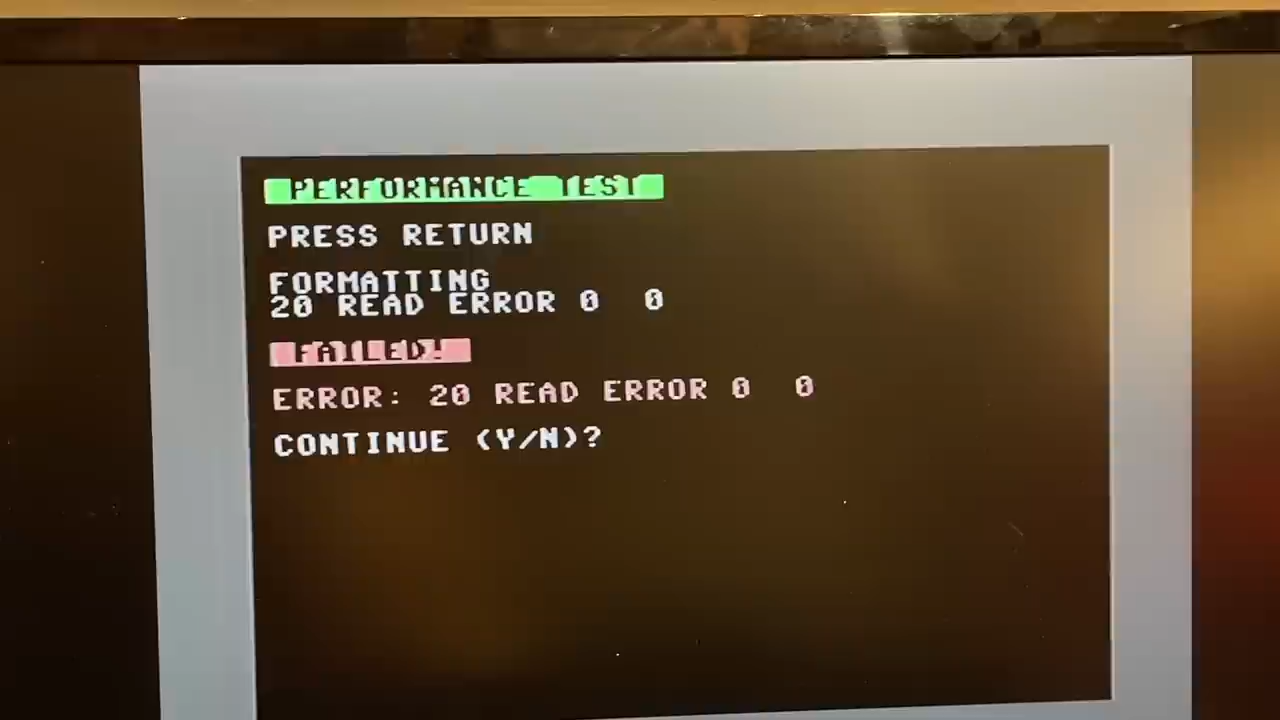 PERFORMANCE TEST
PRESS RETURN
FORMATTING
20 READ ERROR 0 0
FAILED!
ERROR: 20 READ ERROR 0 0
CONTINUE (Y/N)?